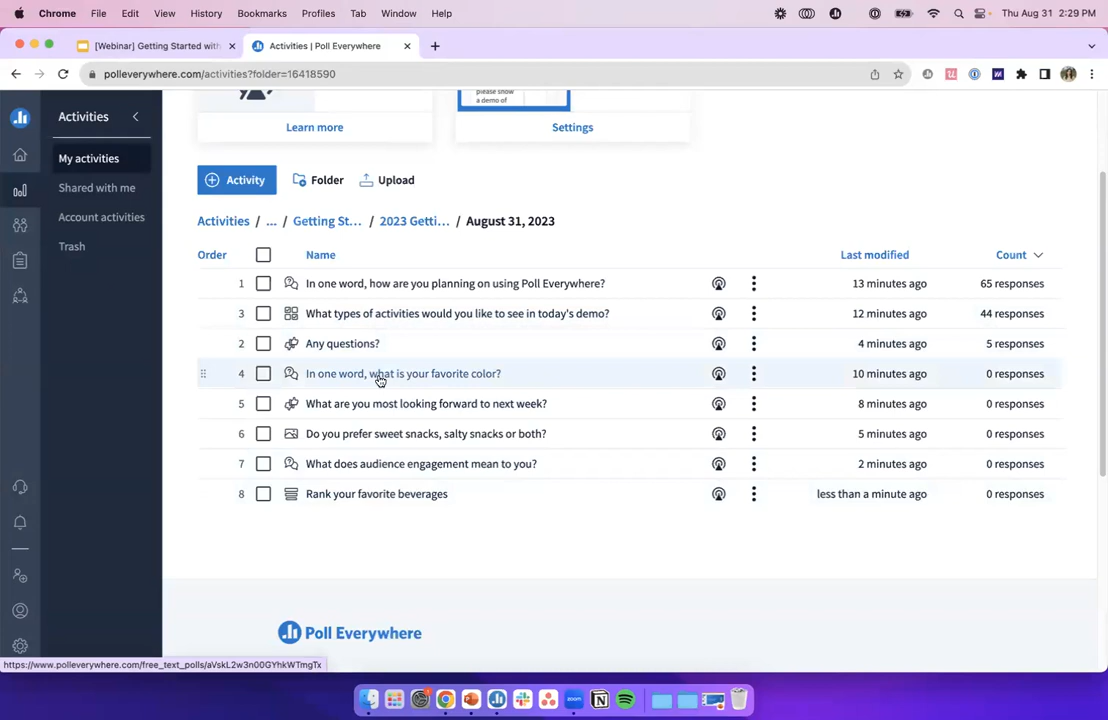 Chrome File Edit View History Bookmarks Profiles Tab Window Help Thu Aug 31 2:29 PM
[Webinar] Getting Started with Activities | Poll Everywhere
polleverywhere.com/activities?folder=16418590
Activities
My activities
Shared with me
Account activities
Trash
please show
a demo of
Learn more Settings
Activity Folder Upload
Activities / ... / Getting St... / 2023 Getti... / August 31, 2023
Order Name Last modified Count
1 In one word, how are you planning on using Poll Everywhere? 13 minutes ago 65 responses
3 What types of activities would you like to see in today's demo? 12 minutes ago 44 responses
2 Any questions? 4 minutes ago 5 responses
4 In one word, what is your favorite color? 10 minutes ago 0 responses
5 What are you most looking forward to next week? 8 minutes ago 0 responses
6 Do you prefer sweet snacks, salty snacks or both? 5 minutes ago 0 responses
7 What does audience engagement mean to you? 2 minutes ago 0 responses
8 Rank your favorite beverages less than a minute ago 0 responses
Poll Everywhere
https://www.polleverywhere.com/free_text_polls/aVskL2w3n00GYhkWTmgTx
zoom